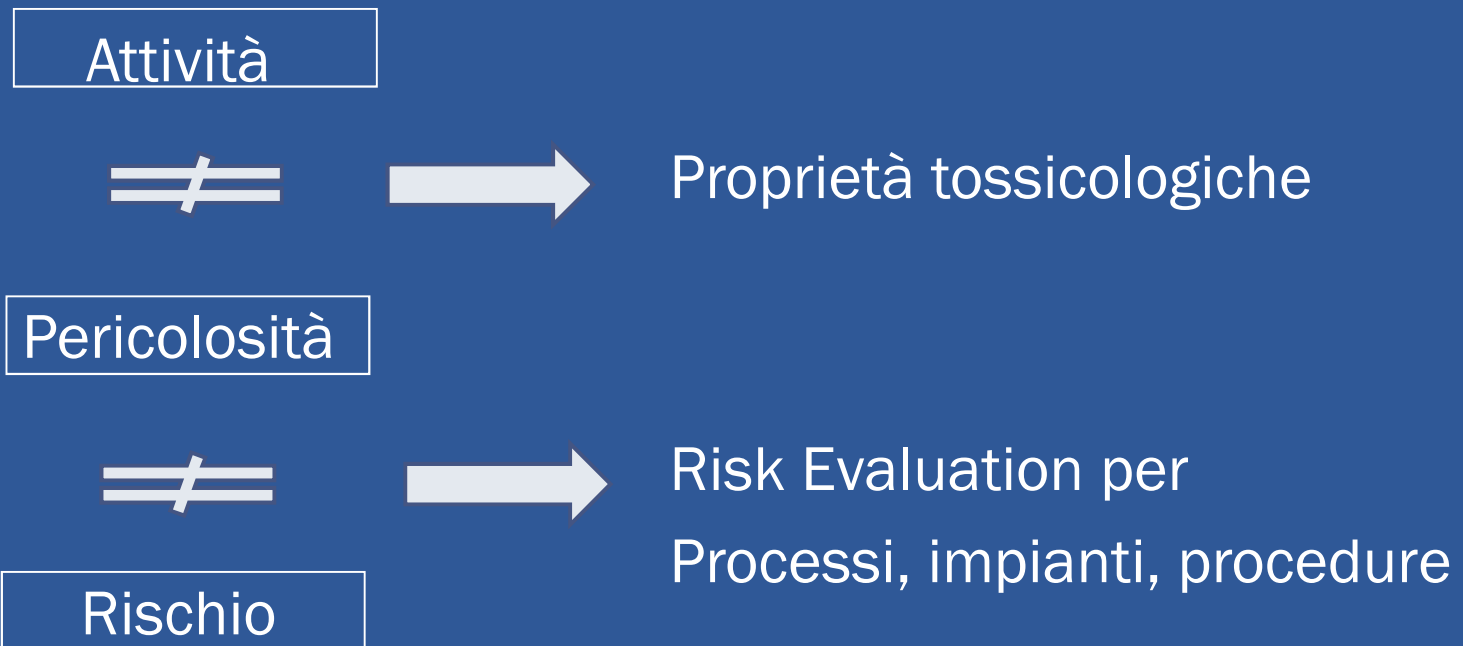 Attività
Proprietà tossicologiche
Pericolosità
Risk Evaluation per
Processi, impianti, procedure
Rischio